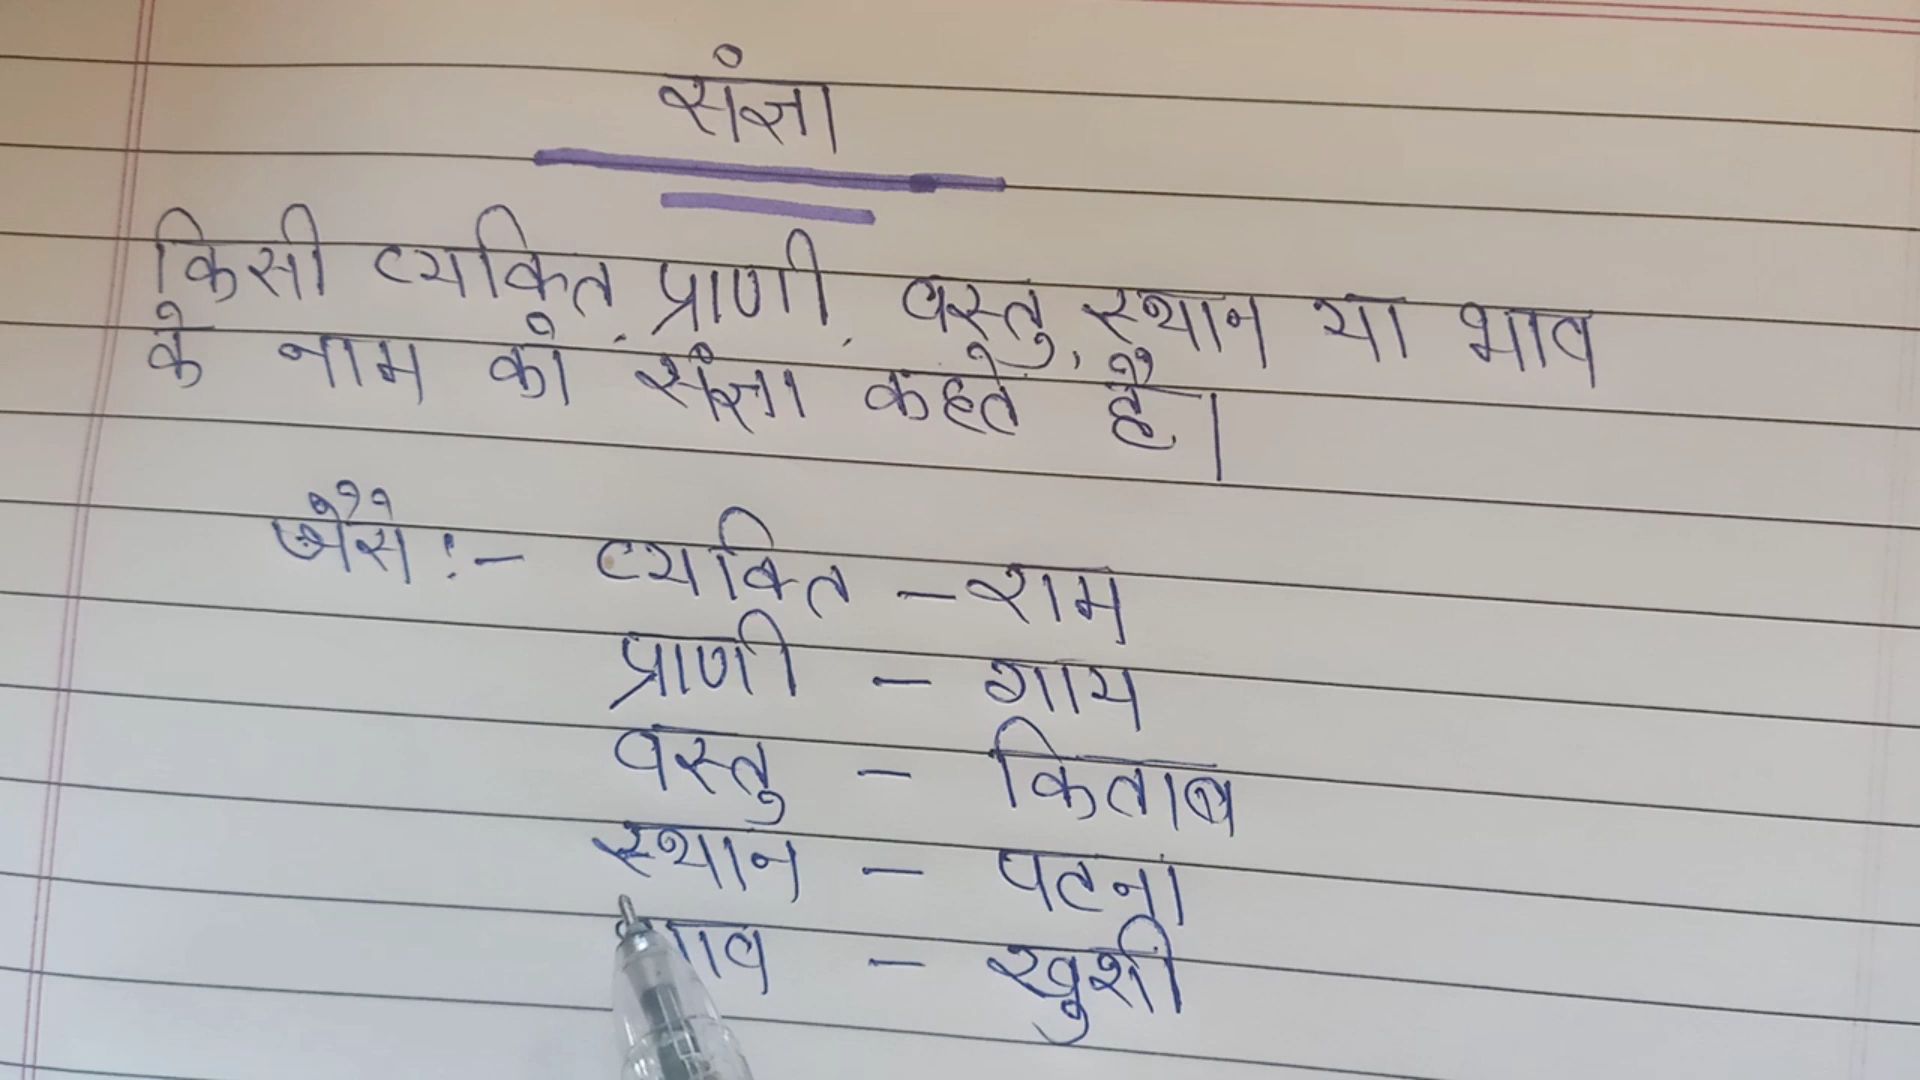 संज्ञा
किसी व्यक्ति, प्राणी, वस्तु, स्थान या भाव
के नाम को संज्ञा कहते हैं।
जैसे :- व्यक्ति - राम
प्राणी - गाय
वस्तु - किताब
स्थान - पटना
भाव - खुशी